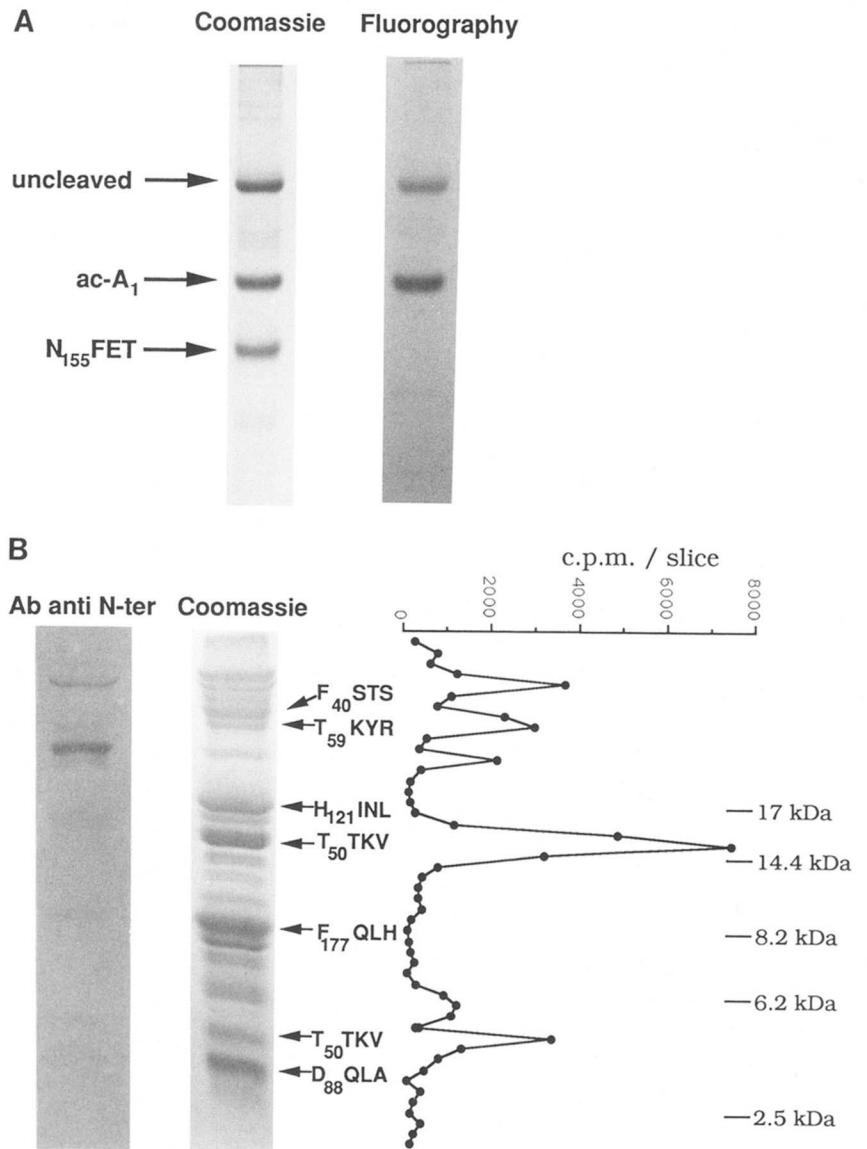 A
Coomassie Fluorography
uncleaved
ac-A1
N155FET
B
c.p.m. / slice
Ab anti N-ter Coomassie
0 2000 4000 6000 8000
F40STS
T59KYR
H121INL
17 kDa
T50TKV
14.4 kDa
F177QLH
8.2 kDa
6.2 kDa
T50TKV
D88QLA
2.5 kDa